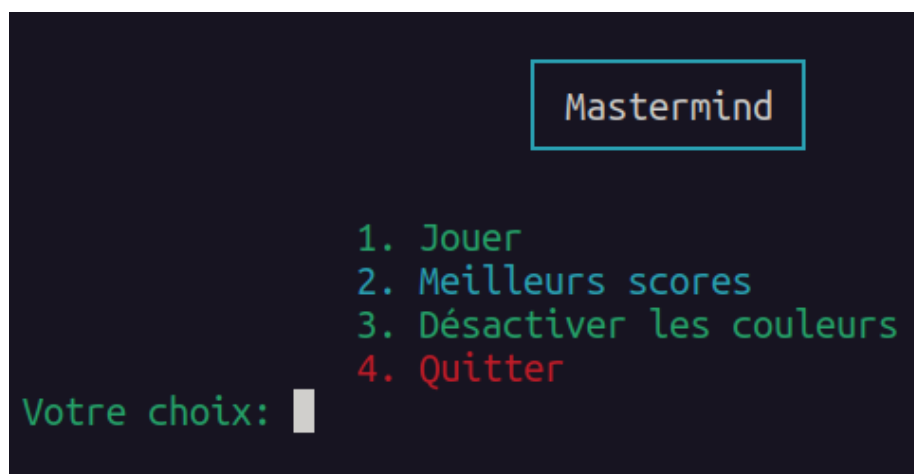 Mastermind
1. Jouer
2. Meilleurs scores
3. Désactiver les couleurs
4. Quitter
Votre choix: